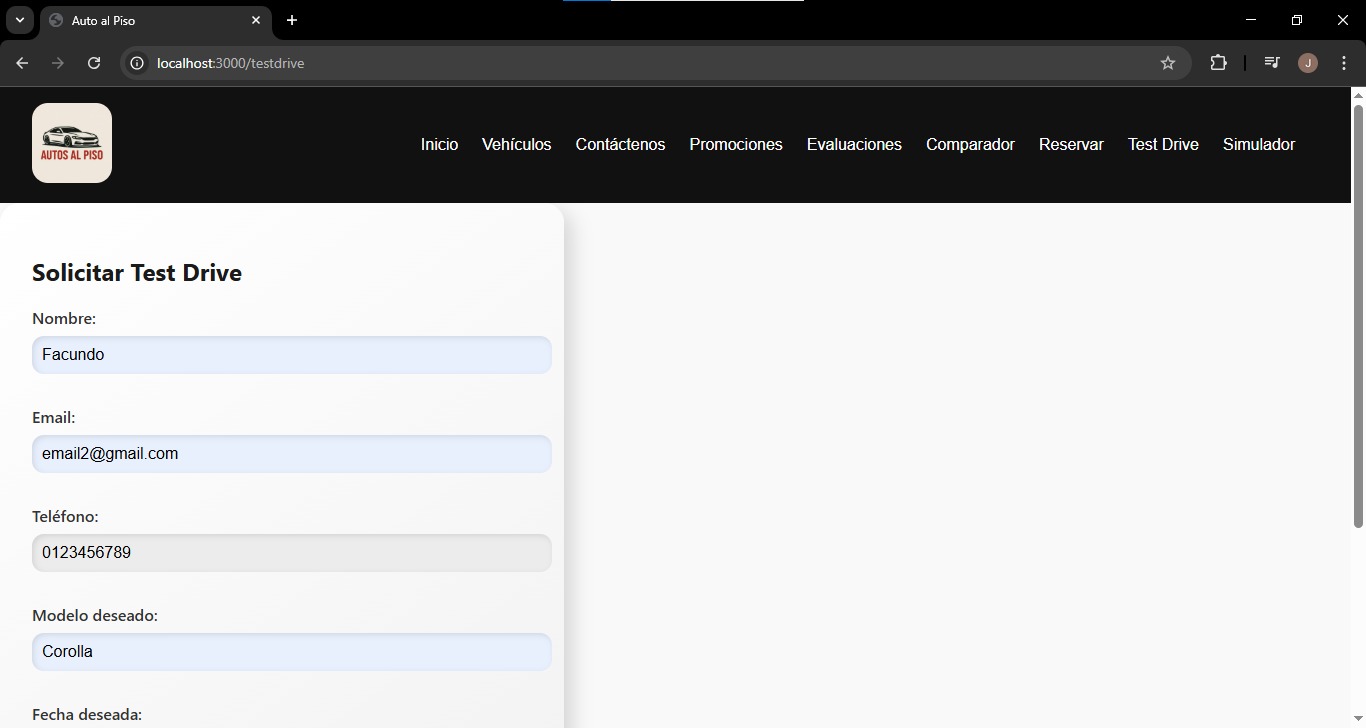 Auto al Piso
localhost:3000/testdrive
J
AUTOS AL PISO
Inicio Vehículos Contáctenos Promociones Evaluaciones Comparador Reservar Test Drive Simulador
Solicitar Test Drive
Nombre:
Facundo
Email:
email2@gmail.com
Teléfono:
0123456789
Modelo deseado:
Corolla
Fecha deseada: